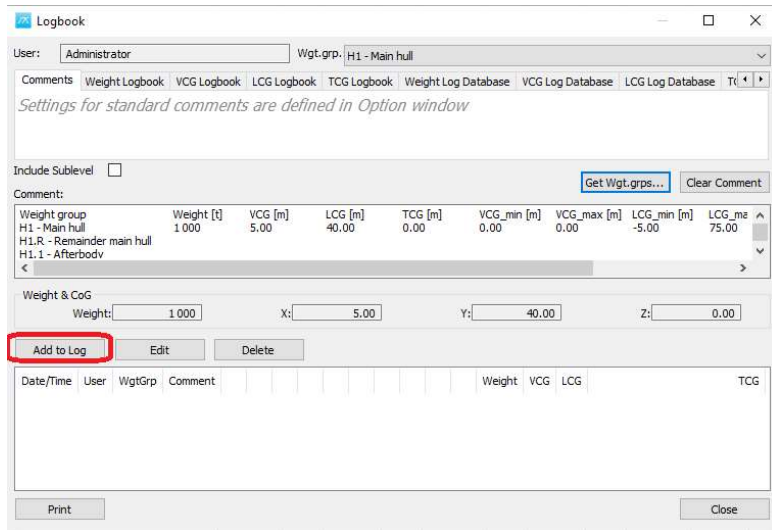 Logbook
User: Administrator Wgt.grp. H1 - Main hull
Comments Weight Logbook VCG Logbook LCG Logbook TCG Logbook Weight Log Database VCG Log Database LCG Log Database
Settings for standard comments are defined in Option window
Include Sublevel
Get Wgt.grps... Clear Comment
Comment:
Weight group Weight [t] VCG [m] LCG [m] TCG [m] VCG_min [m] VCG_max [m] LCG_min [m] LCG_ma
H1 - Main hull 1 000 5.00 40.00 0.00 0.00 0.00 -5.00 75.00
H1.R - Remainder main hull
H1.1 - Afterbody
Weight & CoG
Weight: 1 000 X: 5.00 Y: 40.00 Z: 0.00
Add to Log Edit Delete
Date/Time User WgtGrp Comment Weight VCG LCG TCG
Print Close